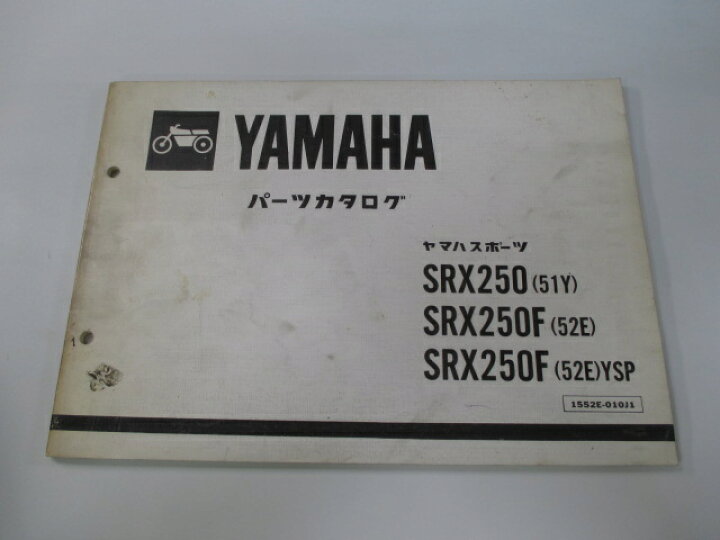 YAMAHA
パーツカタログ
ヤマハスポーツ
SRX250 (51Y)
SRX250F (52E)
SRX250F (52E)YSP
1552E-010J1
1